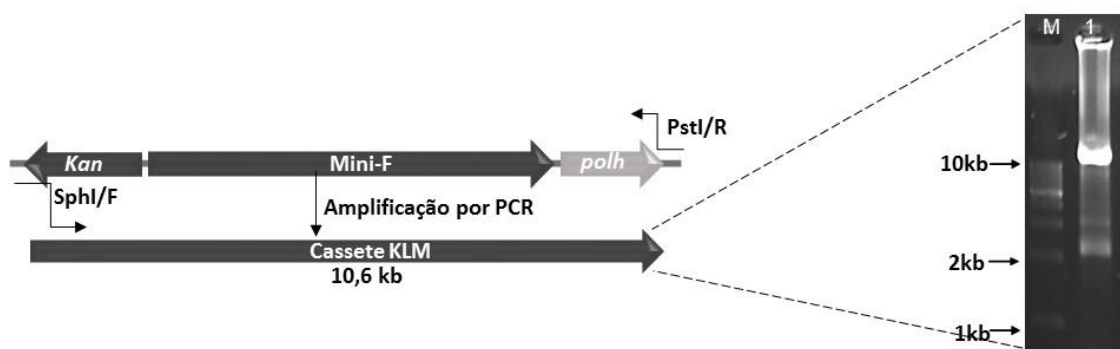 Kan
Mini-F
polh
PstI/R
SphI/F
Amplificação por PCR
Cassete KLM
10,6 kb
M 1
10kb
2kb
1kb